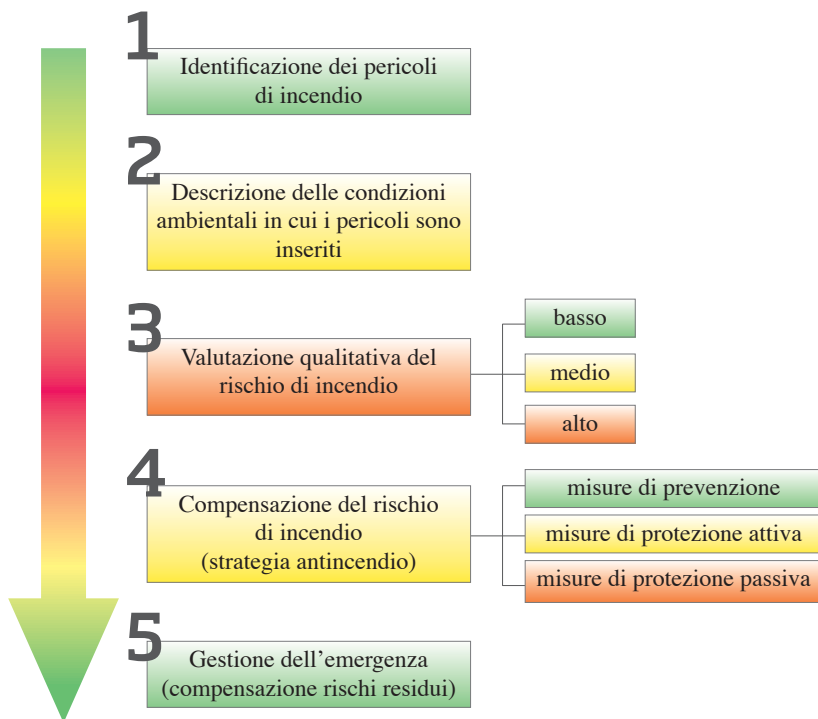 1
Identificazione dei pericoli
di incendio
2
Descrizione delle condizioni
ambientali in cui i pericoli sono
inseriti
3
Valutazione qualitativa del
rischio di incendio
basso
medio
alto
4
Compensazione del rischio
di incendio
(strategia antincendio)
misure di prevenzione
misure di protezione attiva
misure di protezione passiva
5
Gestione dell'emergenza
(compensazione rischi residui)